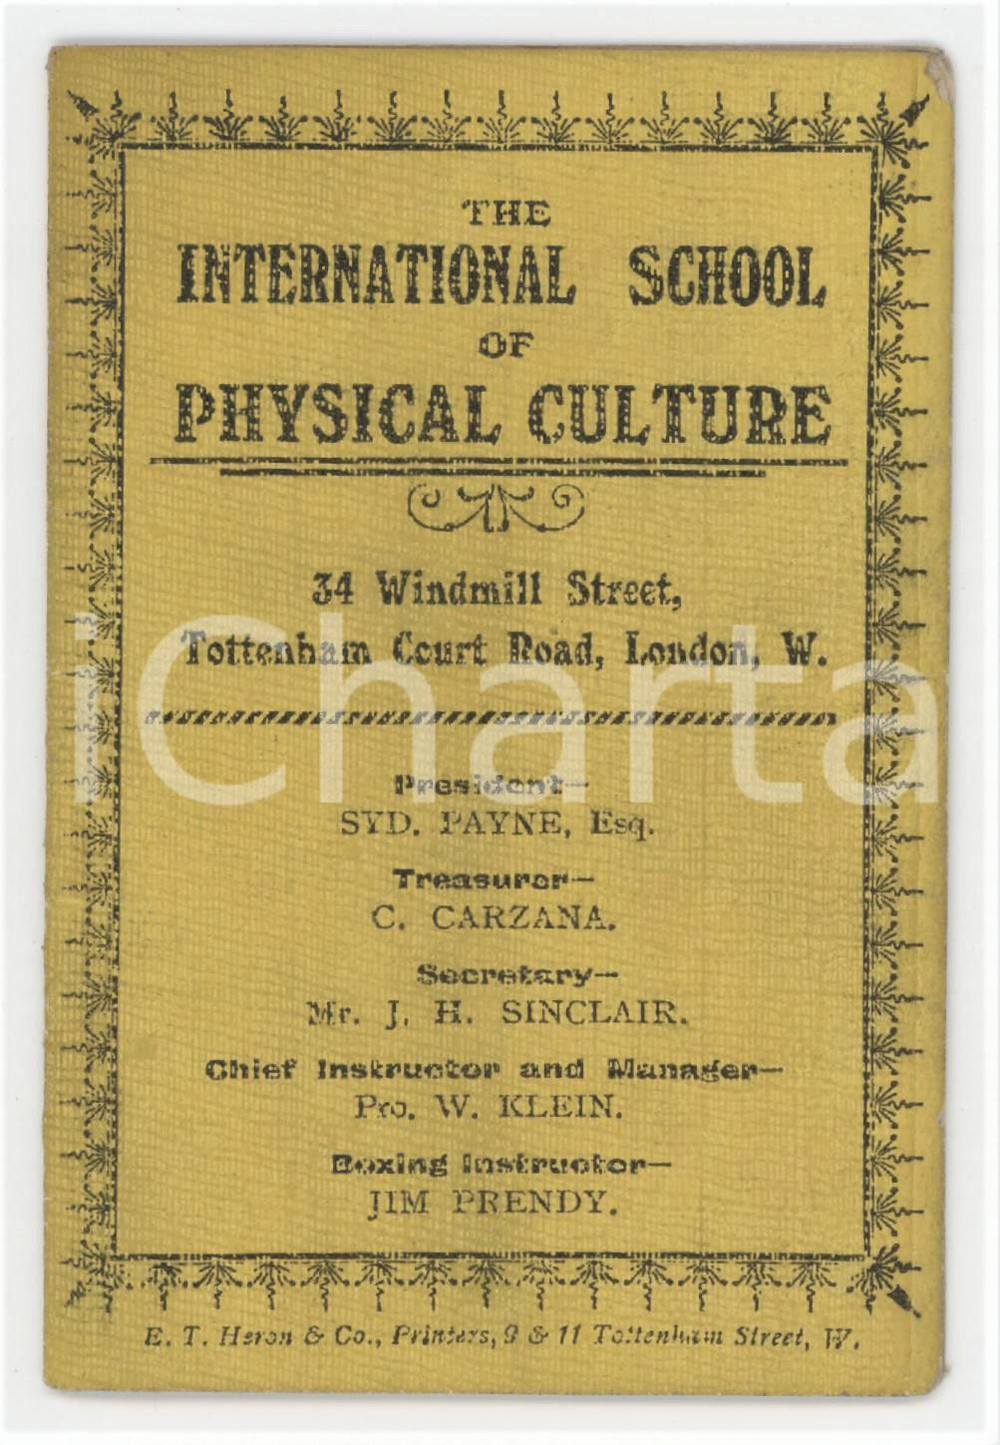 THE
INTERNATIONAL SCHOOL
OF
PHYSICAL CULTURE
34 Windmill Street,
Tottenham Court Road, London, W.
iCharta
President—
SYD. PAYNE, Esq.
Treasurer—
C. CARZANA.
Secretary—
Mr. J. H. SINCLAIR.
Chief Instructor and Manager—
Pro. W. KLEIN.
Boxing Instructor—
JIM PRENDY.
E. T. Heron & Co., Printers, 9 & 11 Tottenham Street, W.